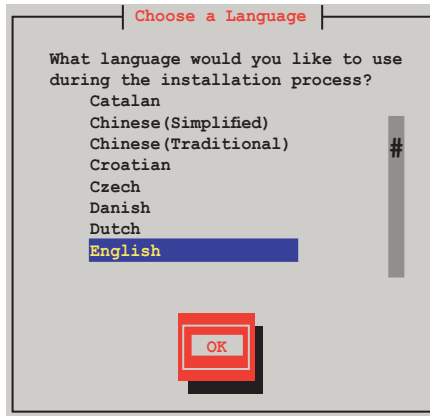 Choose a Language
What language would you like to use
during the installation process?
Catalan
Chinese(Simplified)
Chinese(Traditional)
#
Croatian
Czech
Danish
Dutch
English
OK